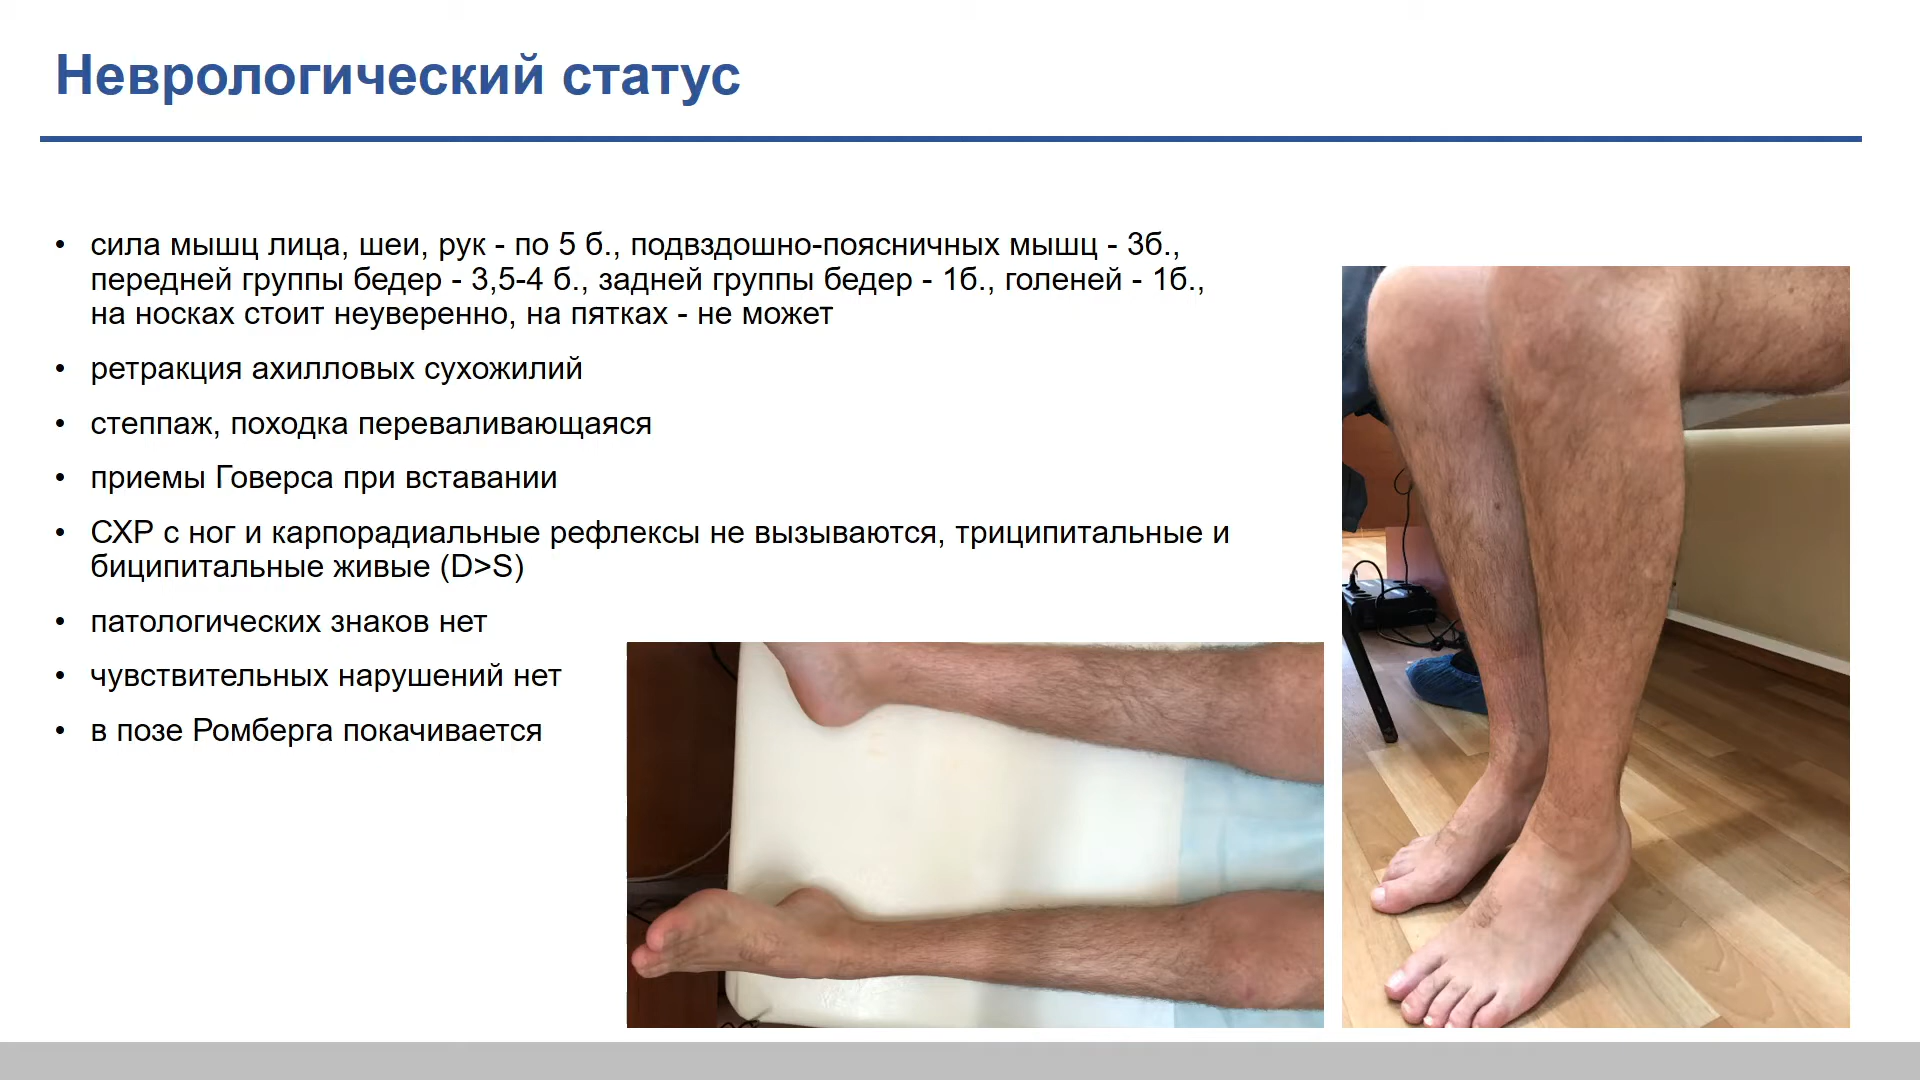 Неврологический статус
• сила мышц лица, шеи, рук - по 5 б., подвздошно-поясничных мышц - 3б.,
передней группы бедер - 3,5-4 б., задней группы бедер - 1б., голеней - 1б.,
на носках стоит неуверенно, на пятках - не может
• ретракция ахилловых сухожилий
• степпаж, походка переваливающаяся
• приемы Говерса при вставании
• СХР с ног и карпорадиальные рефлексы не вызываются, триципитальные и
биципитальные живые (D>S)
• патологических знаков нет
• чувствительных нарушений нет
• в позе Ромберга покачивается